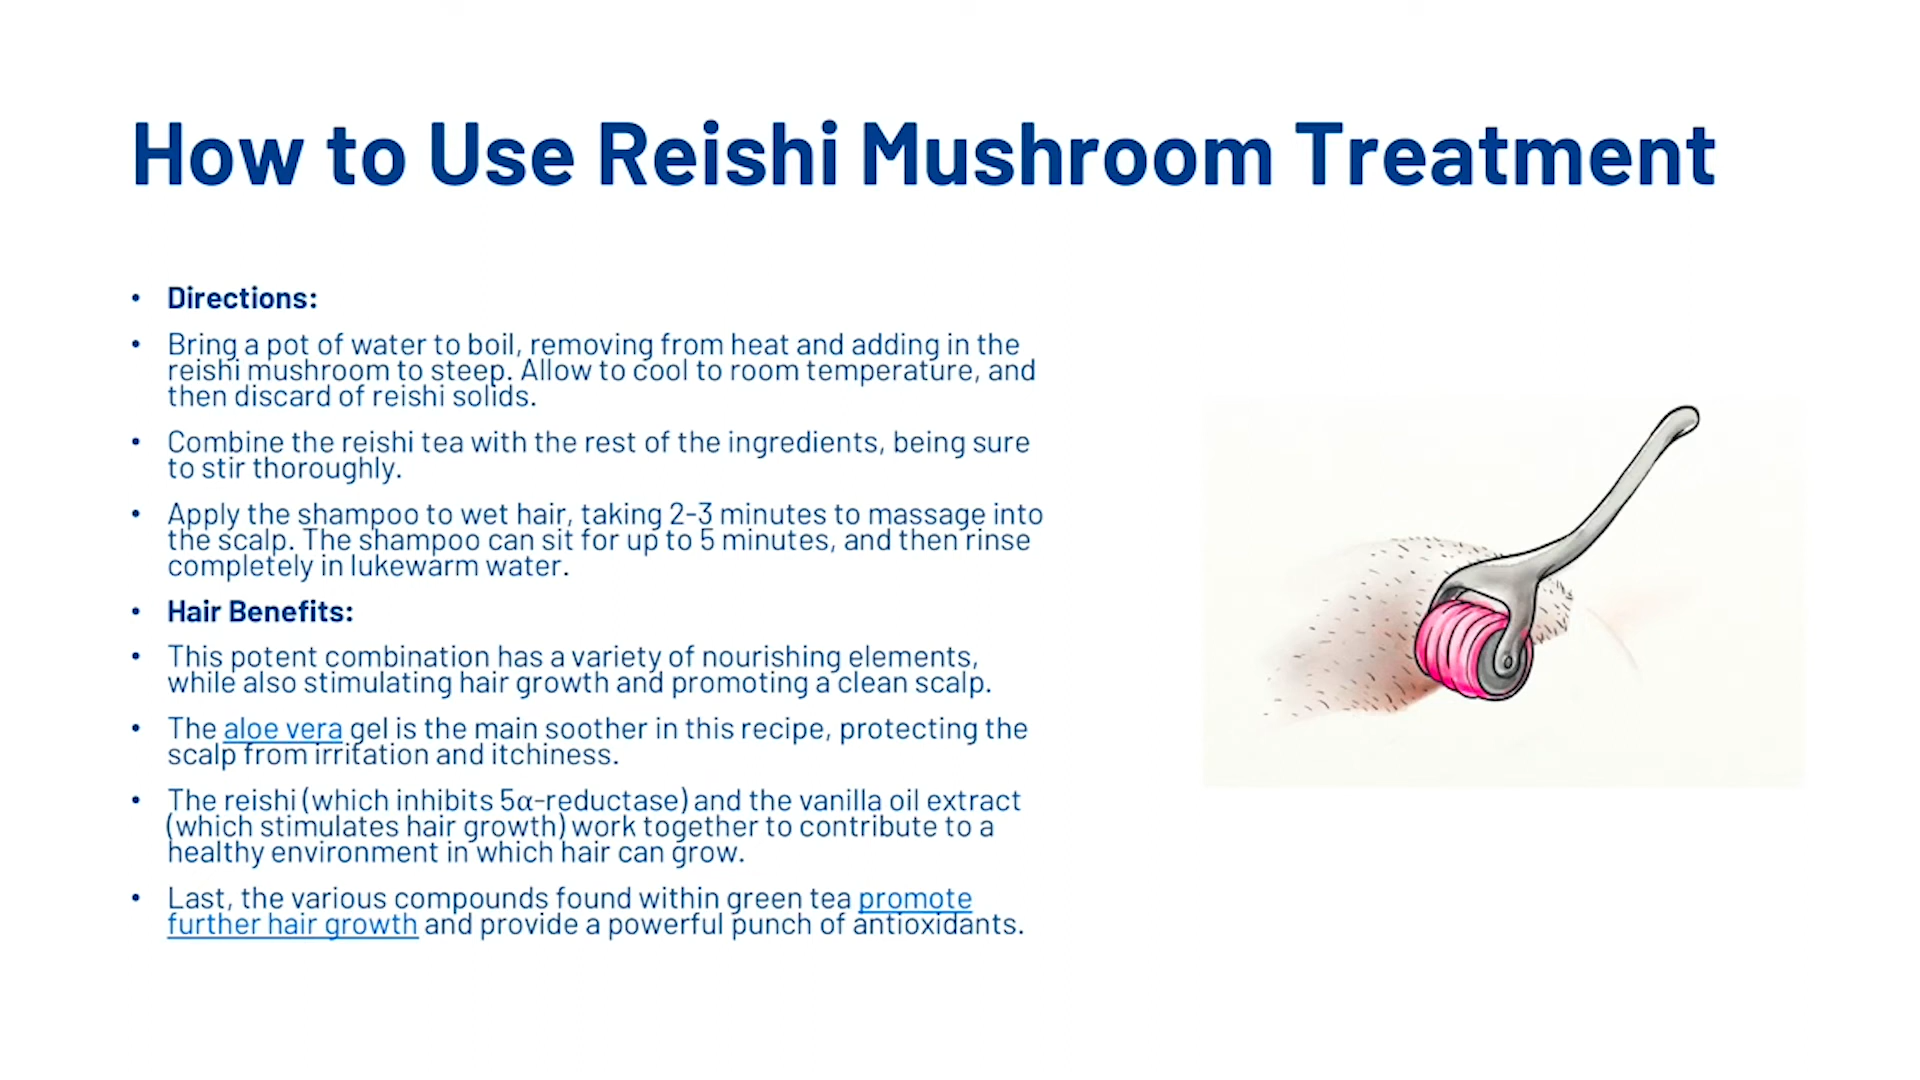 How to Use Reishi Mushroom Treatment
• Directions:
• Bring a pot of water to boil, removing from heat and adding in the
reishi mushroom to steep. Allow to cool to room temperature, and
then discard of reishi solids.
• Combine the reishi tea with the rest of the ingredients, being sure
to stir thoroughly.
• Apply the shampoo to wet hair, taking 2-3 minutes to massage into
the scalp. The shampoo can sit for up to 5 minutes, and then rinse
completely in lukewarm water.
• Hair Benefits:
• This potent combination has a variety of nourishing elements,
while also stimulating hair growth and promoting a clean scalp.
• The aloe vera gel is the main soother in this recipe, protecting the
scalp from irritation and itchiness.
• The reishi (which inhibits 5α-reductase) and the vanilla oil extract
(which stimulates hair growth) work together to contribute to a
healthy environment in which hair can grow.
• Last, the various compounds found within green tea promote
further hair growth and provide a powerful punch of antioxidants.